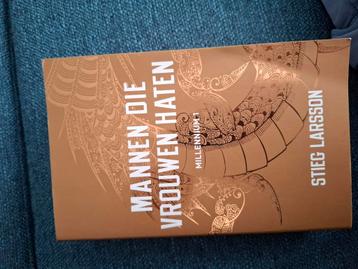 MANNEN DIE
VROUWEN HATEN
MILLENNIUM 1
STIEG LARSSON